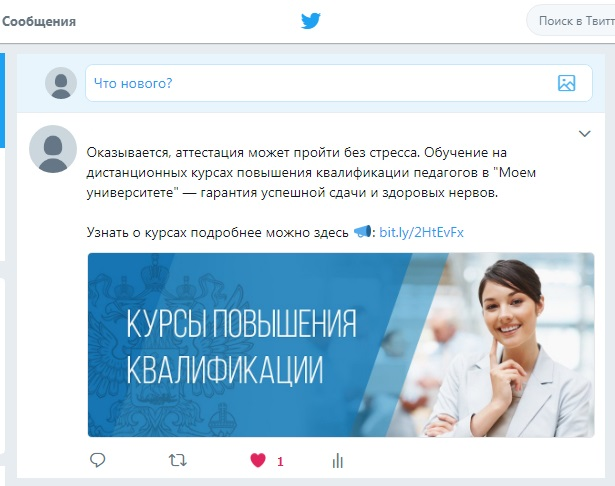 Сообщения
Поиск в Твитт
Что нового?
Оказывается, аттестация может пройти без стресса. Обучение на
дистанционных курсах повышения квалификации педагогов в "Моем
университете" — гарантия успешной сдачи и здоровых нервов.
Узнать о курсах подробнее можно здесь 📣: bit.ly/2HtEvFx
КУРСЫ ПОВЫШЕНИЯ
КВАЛИФИКАЦИИ
1